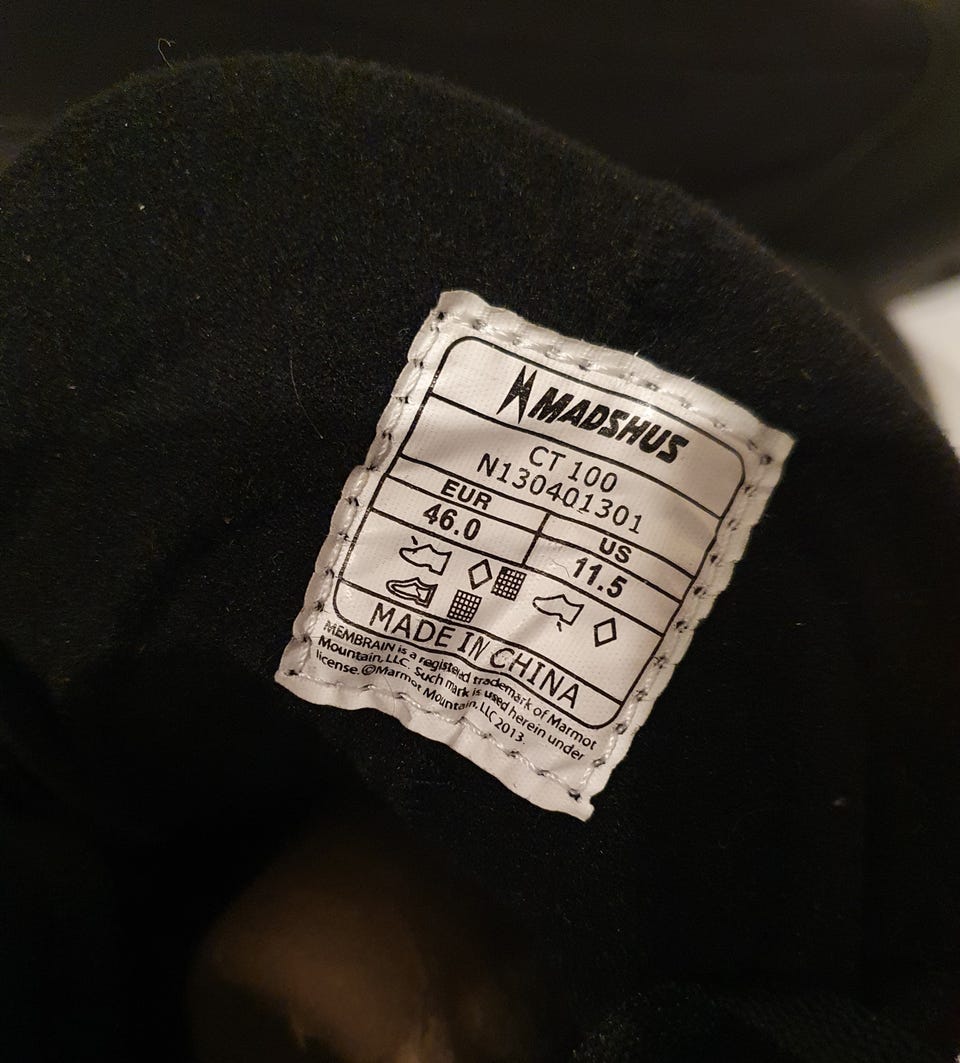 MADSHUS
CT 100
N130401301
EUR US
46.0 11.5
MADE IN CHINA
MEMBRAIN is a registered trademark of Marmot
Mountain, LLC. Such mark is used herein under
license.©Marmot Mountain, LLC 2013.